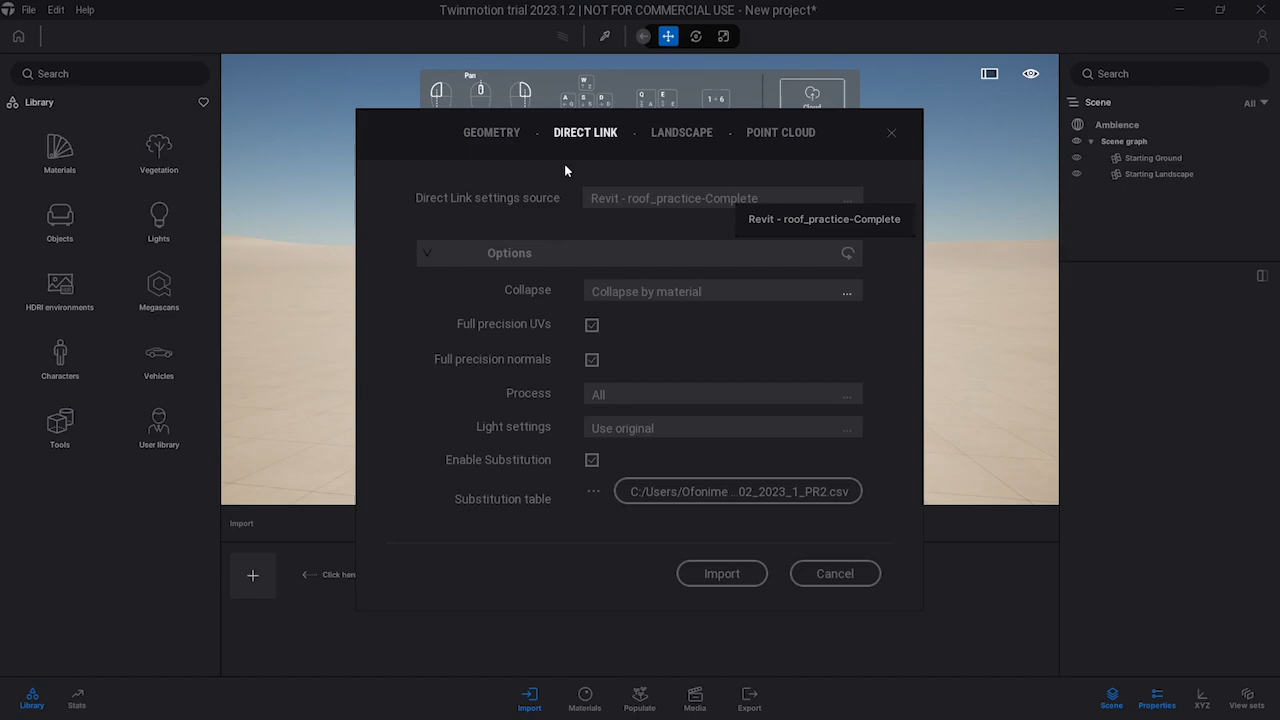 File Edit Help
Twinmotion trial 2023.1.2 | NOT FOR COMMERCIAL USE - New project*
Search
Library
Materials
Vegetation
Objects
Lights
HDRI environments
Megascans
Characters
Vehicles
Tools
User library
Pan
W
Z
A S D
Q E
A
1 ÷ 6
Cloud
GEOMETRY
DIRECT LINK
LANDSCAPE
POINT CLOUD
Direct Link settings source
Revit - roof_practice-Complete ...
Revit - roof_practice-Complete
Options
Collapse
Collapse by material ...
Full precision UVs
Full precision normals
Process
All ...
Light settings
Use original ...
Enable Substitution
Substitution table
... C:/Users/Ofonime ...02_2023_1_PR2.csv
Import
Cancel
Import
+
Click here
Search
Scene
All
Ambience
Scene graph
Starting Ground
Starting Landscape
Library
Stats
Import
Materials
Populate
Media
Export
Scene
Properties
XYZ
View sets